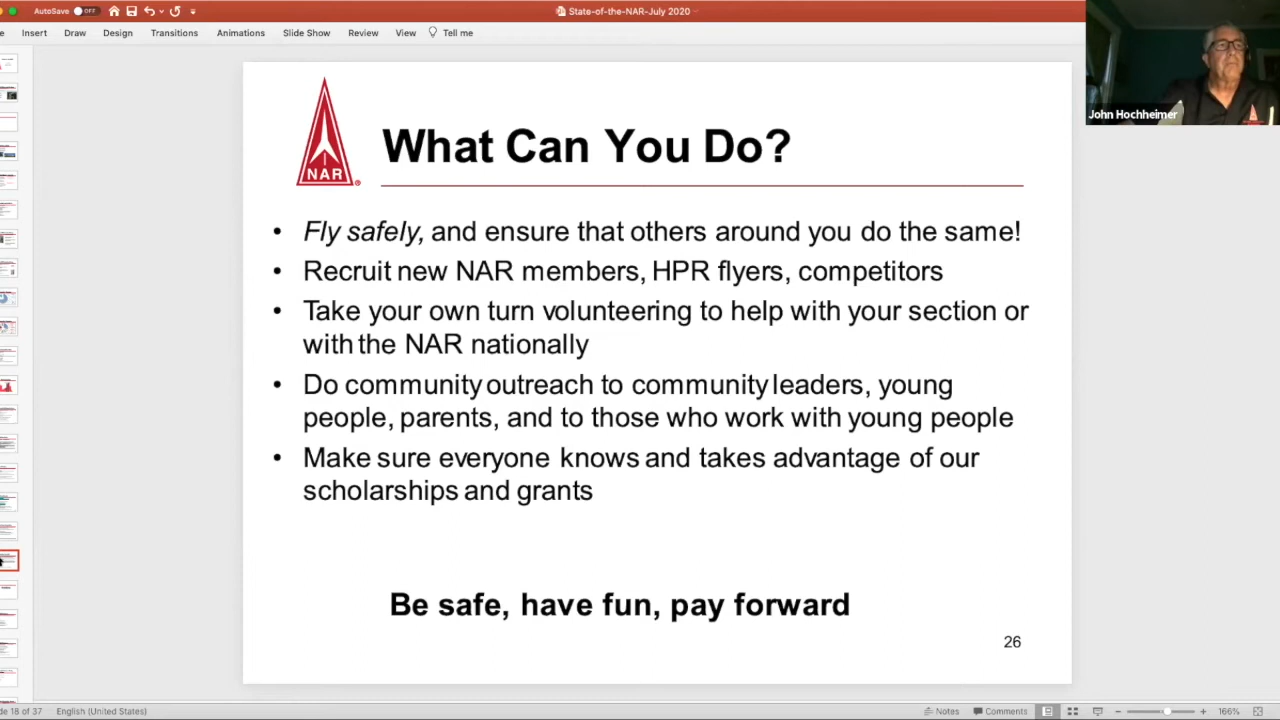 AutoSave OFF
State-of-the-NAR-July 2020
Insert Draw Design Transitions Animations Slide Show Review View Tell me
John Hochheimer
NAR
What Can You Do?
• Fly safely, and ensure that others around you do the same!
• Recruit new NAR members, HPR flyers, competitors
• Take your own turn volunteering to help with your section or
with the NAR nationally
• Do community outreach to community leaders, young
people, parents, and to those who work with young people
• Make sure everyone knows and takes advantage of our
scholarships and grants
Be safe, have fun, pay forward
26
18 of 37 English (United States) Notes Comments 166%